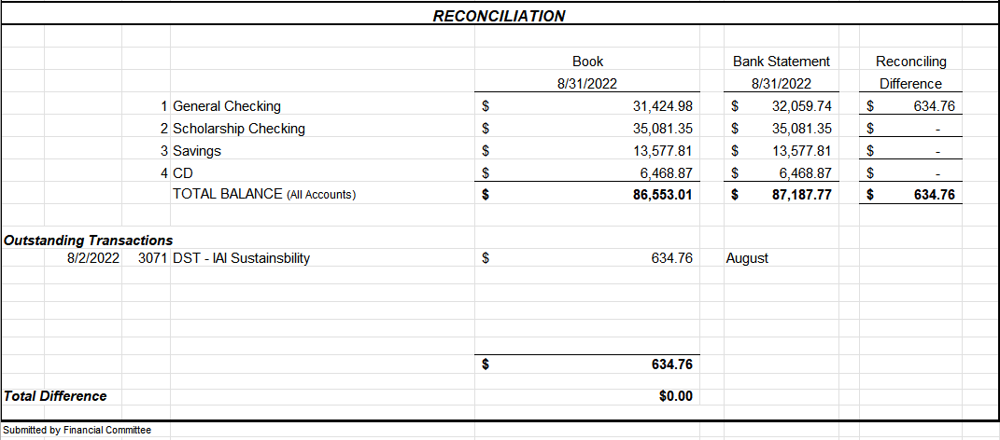 RECONCILIATION
Book Bank Statement Reconciling
8/31/2022 8/31/2022 Difference
1 General Checking $ 31,424.98 $ 32,059.74 $ 634.76
2 Scholarship Checking $ 35,081.35 $ 35,081.35 $ -
3 Savings $ 13,577.81 $ 13,577.81 $ -
4 CD $ 6,468.87 $ 6,468.87 $ -
TOTAL BALANCE (All Accounts) $ 86,553.01 $ 87,187.77 $ 634.76
Outstanding Transactions
8/2/2022 3071 DST - IAI Sustainsbility $ 634.76 August
$ 634.76
Total Difference $0.00
Submitted by Financial Committee